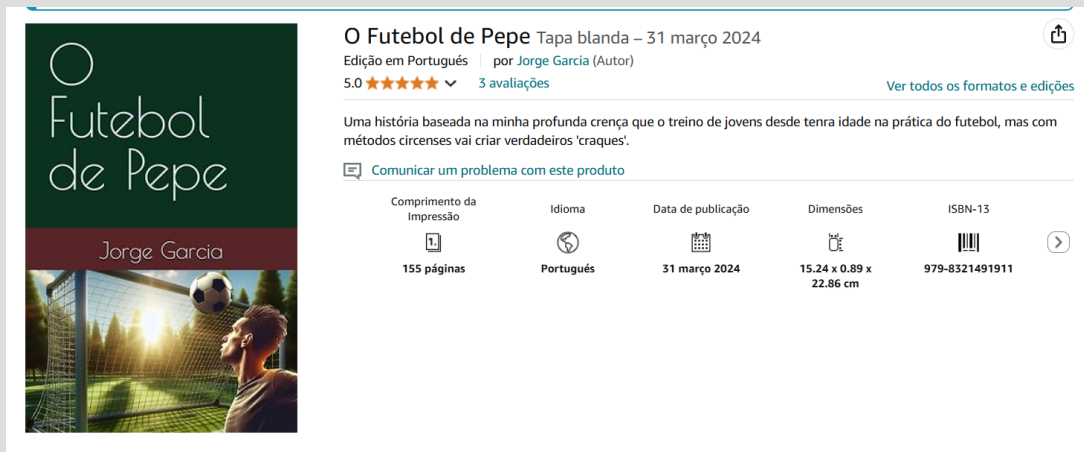 O
Futebol
de Pepe
Jorge Garcia
O Futebol de Pepe Tapa blanda – 31 março 2024
Edição em Português por Jorge Garcia (Autor)
5.0 3 avaliações
Ver todos os formatos e edições
Uma história baseada na minha profunda crença que o treino de jovens desde tenra idade na prática do futebol, mas com
métodos circenses vai criar verdadeiros 'craques'.
Comunicar um problema com este produto
Comprimento da
Impressão
1.
155 páginas
Idioma
Português
Data de publicação
31 março 2024
Dimensões
15.24 x 0.89 x
22.86 cm
ISBN-13
979-8321491911